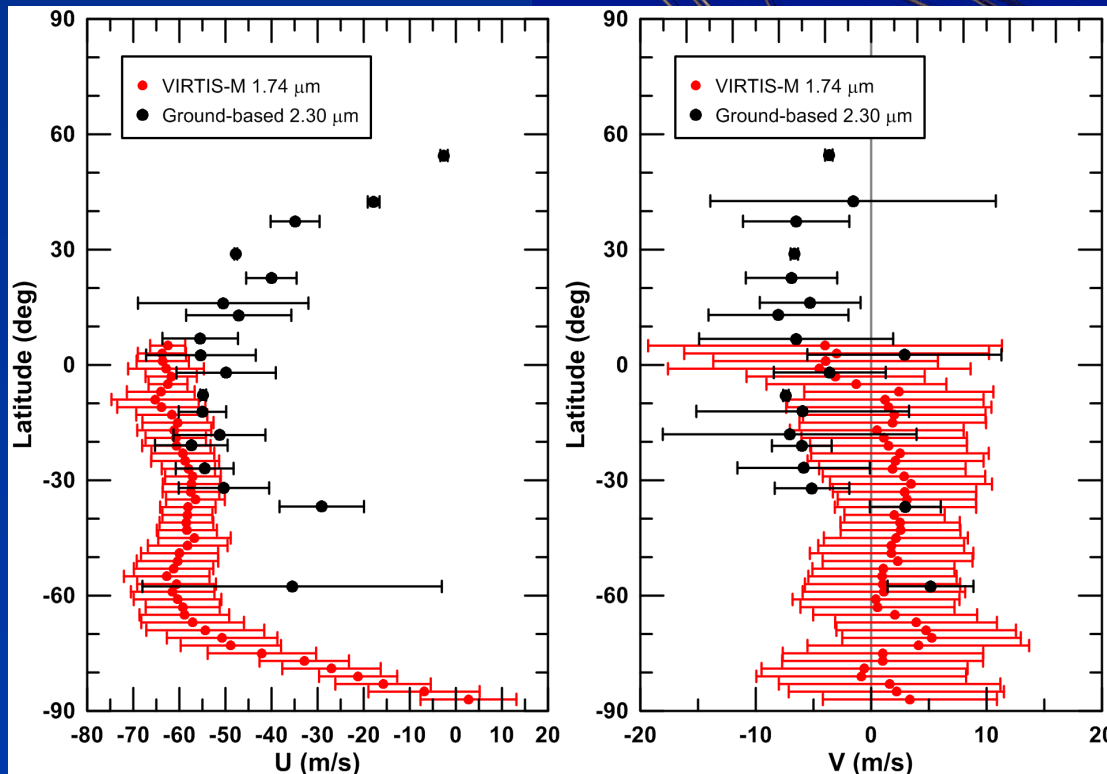 90
60
30
0
-30
-60
-90
Latitude (deg)
VIRTIS-M 1.74 μm
Ground-based 2.30 μm
-80 -70 -60 -50 -40 -30 -20 -10 0 10 20
U (m/s)
90
60
30
0
-30
-60
-90
Latitude (deg)
VIRTIS-M 1.74 μm
Ground-based 2.30 μm
-20 -10 0 10 20
V (m/s)